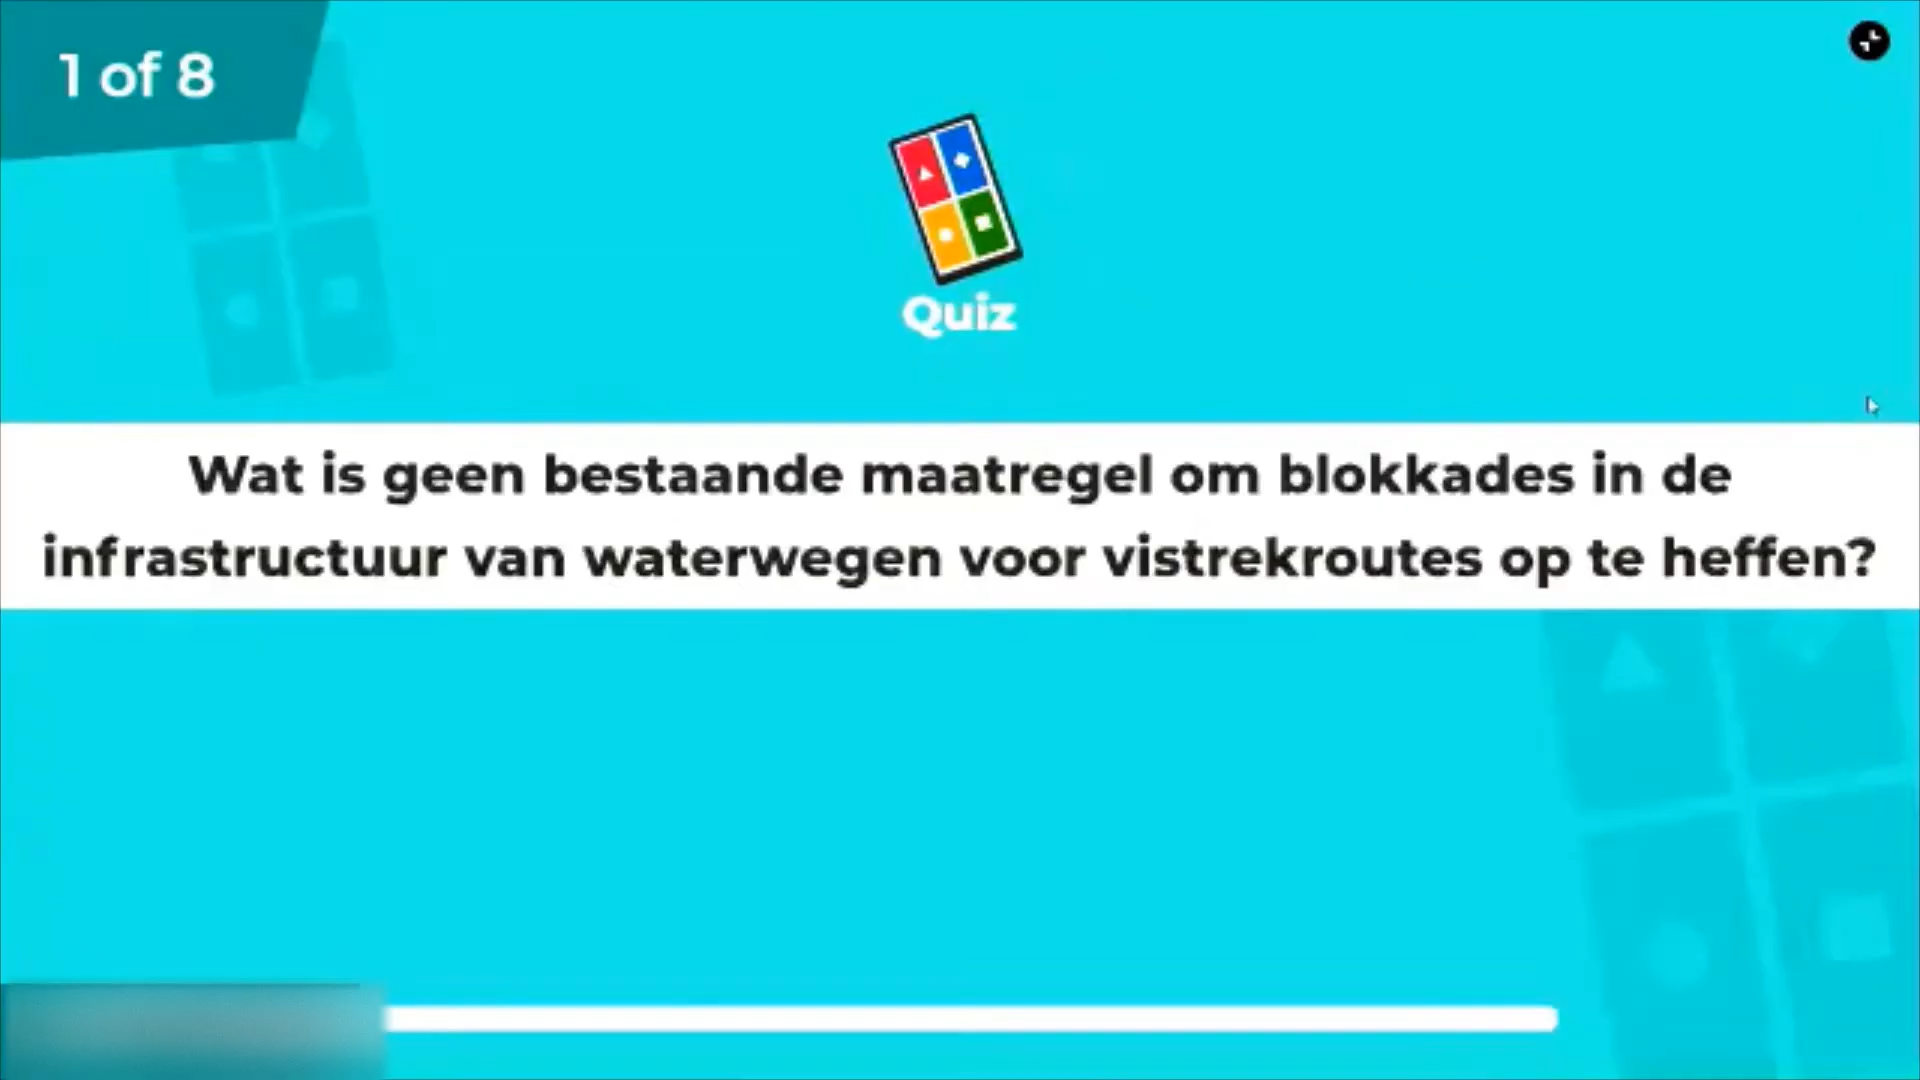 1 of 8
Quiz
Wat is geen bestaande maatregel om blokkades in de
infrastructuur van waterwegen voor vistrekroutes op te heffen?